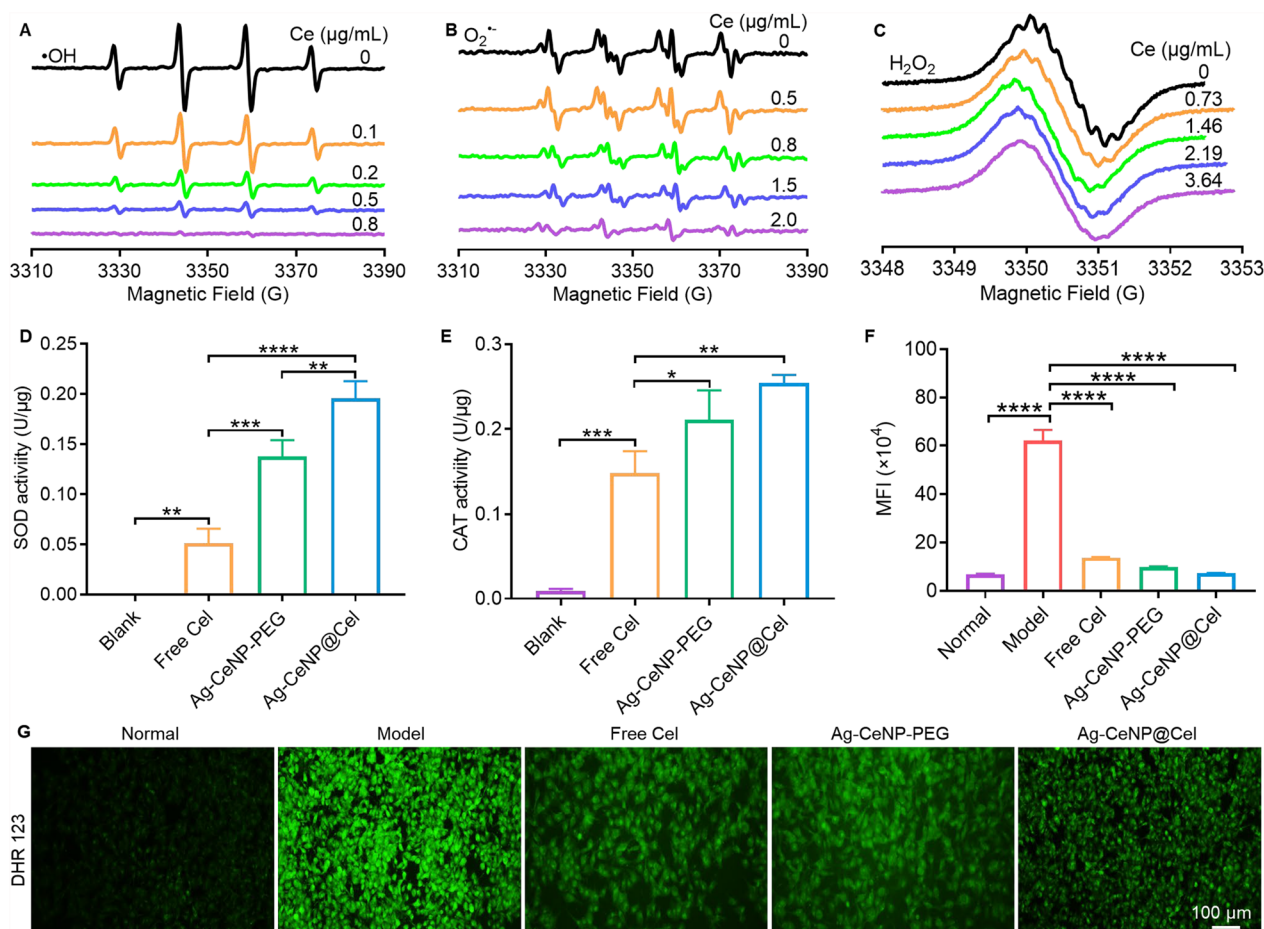 A
•OH
Ce (µg/mL)
0
0.1
0.2
0.5
0.8
3310 3330 3350 3370 3390
Magnetic Field (G)
B
O₂•-
Ce (µg/mL)
0
0.5
0.8
1.5
2.0
3310 3330 3350 3370 3390
Magnetic Field (G)
C
H₂O₂
Ce (µg/mL)
0
0.73
1.46
2.19
3.64
3348 3349 3350 3351 3352 3353
Magnetic Field (G)
D
SOD activity (U/µg)
0.25
0.20
0.15
0.10
0.05
0.00
****
**
***
**
Blank
Free Cel
Ag-CeNP-PEG
Ag-CeNP@Cel
E
CAT activiity (U/µg)
0.3
0.2
0.1
0.0
**
*
***
Blank
Free Cel
Ag-CeNP-PEG
Ag-CeNP@Cel
F
MFI (×10⁴)
100
80
60
40
20
0
****
****
****
****
Normal
Model
Free Cel
Ag-CeNP-PEG
Ag-CeNP@Cel
G
Normal Model Free Cel Ag-CeNP-PEG Ag-CeNP@Cel
DHR 123
100 µm